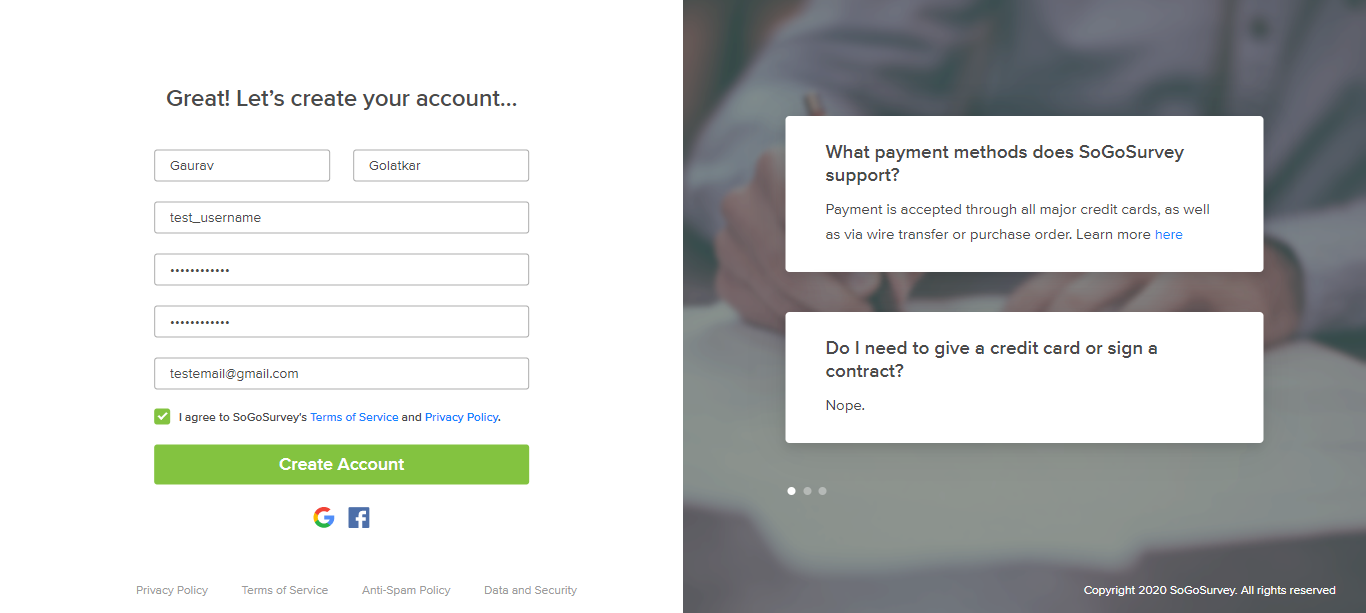 Great! Let’s create your account...
Gaurav
Golatkar
test_username
••••••••••••
••••••••••••
testemail@gmail.com
I agree to SoGoSurvey's Terms of Service and Privacy Policy.
Create Account
Privacy Policy
Terms of Service
Anti-Spam Policy
Data and Security
What payment methods does SoGoSurvey
support?
Payment is accepted through all major credit cards, as well
as via wire transfer or purchase order. Learn more here
Do I need to give a credit card or sign a
contract?
Nope.
Copyright 2020 SoGoSurvey. All rights reserved